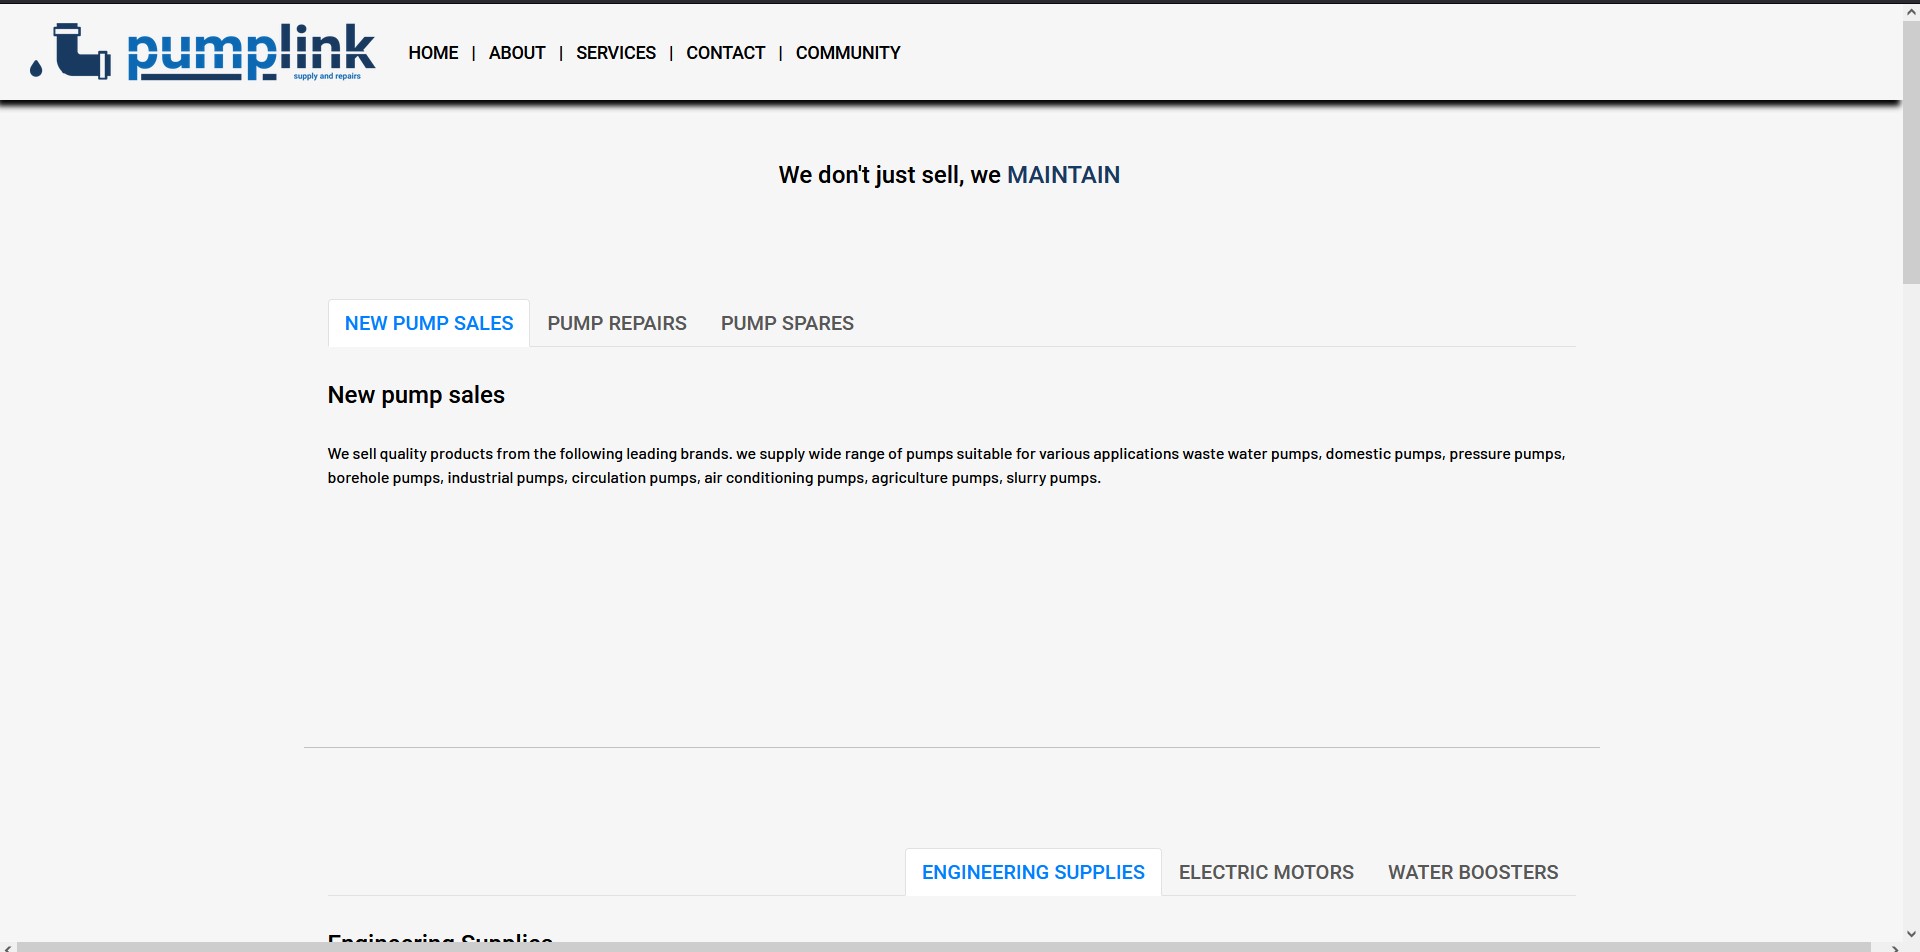 pumplink
supply and repairs
HOME | ABOUT | SERVICES | CONTACT | COMMUNITY
We don't just sell, we MAINTAIN
NEW PUMP SALES PUMP REPAIRS PUMP SPARES
New pump sales
We sell quality products from the following leading brands. we supply wide range of pumps suitable for various applications waste water pumps, domestic pumps, pressure pumps,
borehole pumps, industrial pumps, circulation pumps, air conditioning pumps, agriculture pumps, slurry pumps.
ENGINEERING SUPPLIES ELECTRIC MOTORS WATER BOOSTERS
Engineering Supplies